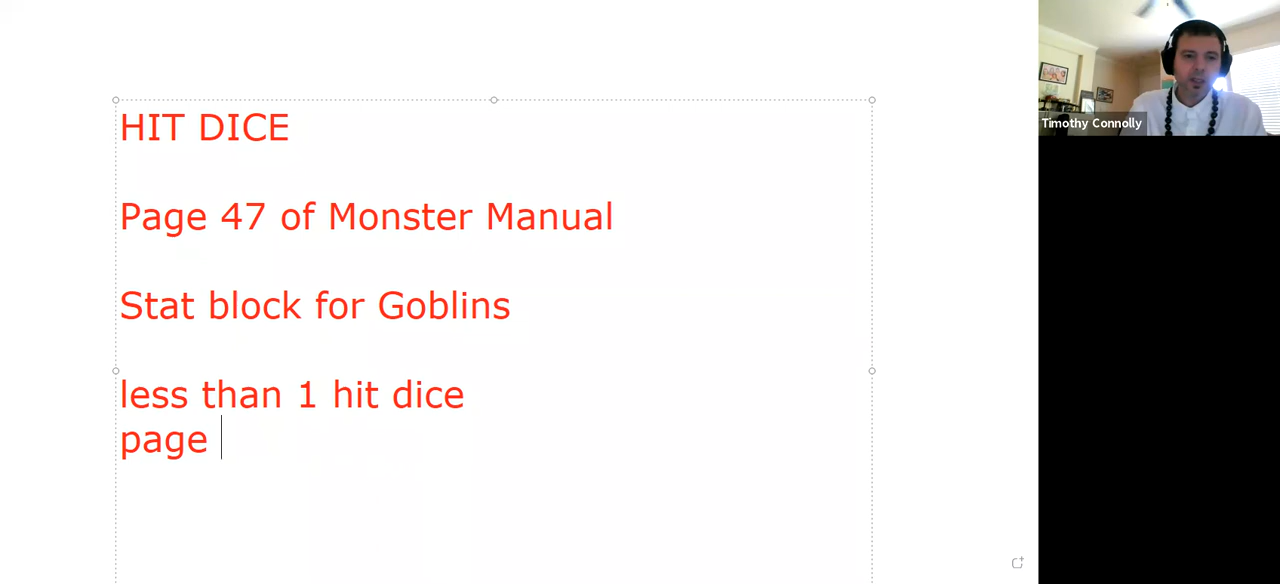 HIT DICE
Page 47 of Monster Manual
Stat block for Goblins
less than 1 hit dice
page
Timothy Connolly